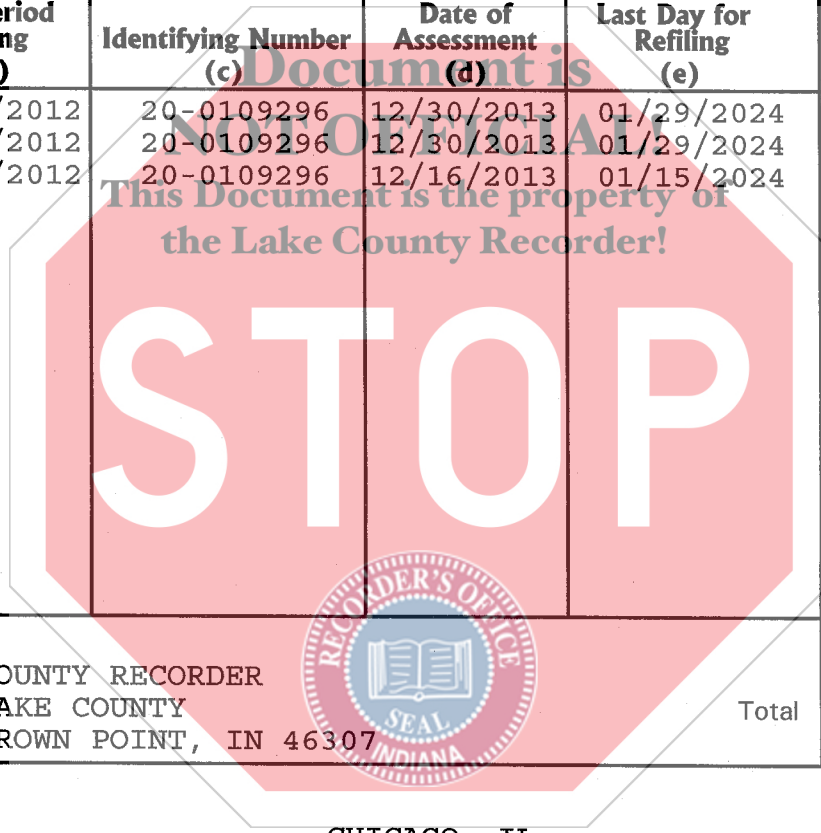 eriod
ng
)
Identifying Number
(c)
Date of
Assessment
(d)
Last Day for
Refiling
(e)
/2012 20-0109296 12/30/2013 01/29/2024
/2012 20-0109296 12/30/2013 01/29/2024
/2012 20-0109296 12/16/2013 01/15/2024
Document is
NOT OFFICIAL!
This Document is the property of
the Lake County Recorder!
STOP
RECORDER'S OFFICE
SEAL
INDIANA
OUNTY RECORDER
AKE COUNTY
ROWN POINT, IN 46307
Total